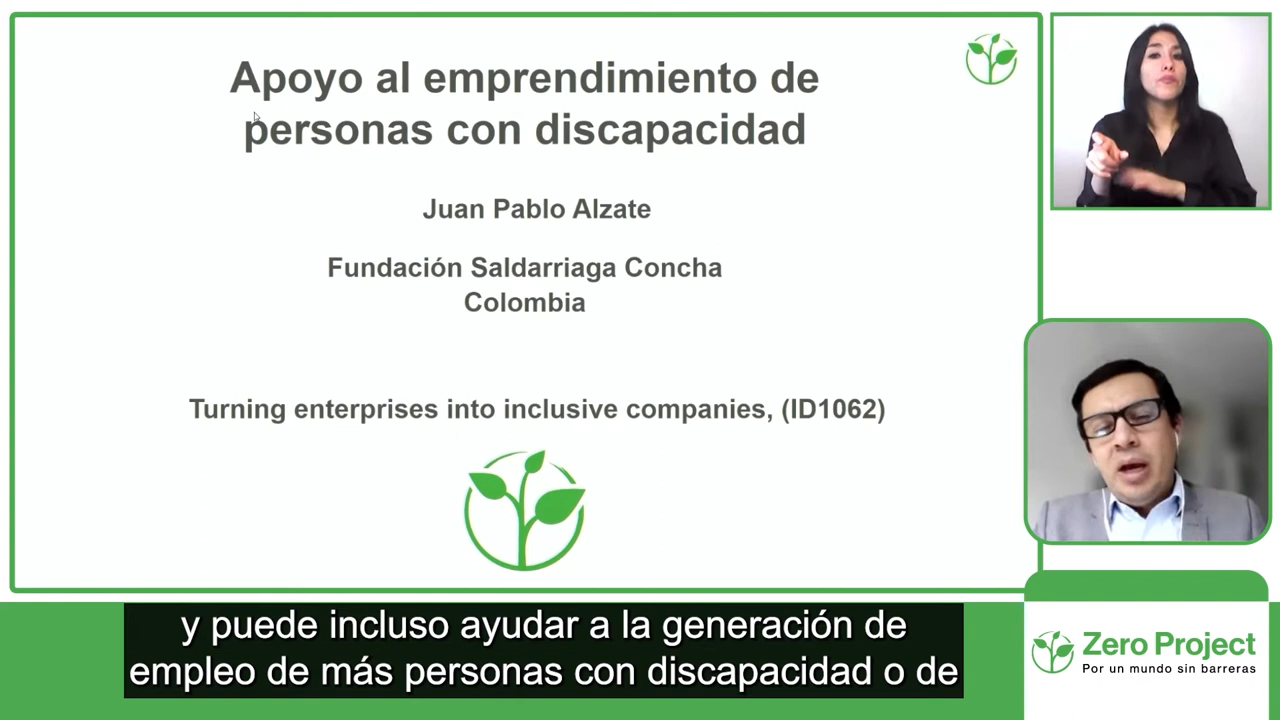 Apoyo al emprendimiento de
personas con discapacidad
Juan Pablo Alzate
Fundación Saldarriaga Concha
Colombia
Turning enterprises into inclusive companies, (ID1062)
y puede incluso ayudar a la generación de
empleo de más personas con discapacidad o de
Zero Project
Por un mundo sin barreras